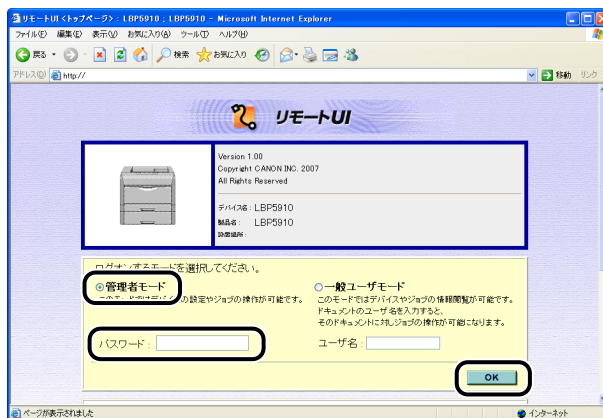 リモートUI <トップページ> : LBP5910 ; LBP5910 - Microsoft Internet Explorer
ファイル(F) 編集(E) 表示(V) お気に入り(A) ツール(T) ヘルプ(H)
戻る 検索 お気に入り
アドレス(D) http:// 移動 リンク
リモートUI
Version 1.00
Copyright CANON INC. 2007
All Rights Reserved
デバイス名 : LBP5910
製品名 : LBP5910
設置場所 :
ログオンするモードを選択してください。
管理者モード
このモードではデバイスの設定やジョブの操作が可能です。
パスワード :
一般ユーザモード
このモードではデバイスやジョブの情報閲覧が可能です。
ドキュメントのユーザ名を入力すると、
そのドキュメントに対しジョブの操作が可能になります。
ユーザ名 :
OK
ページが表示されました インターネット